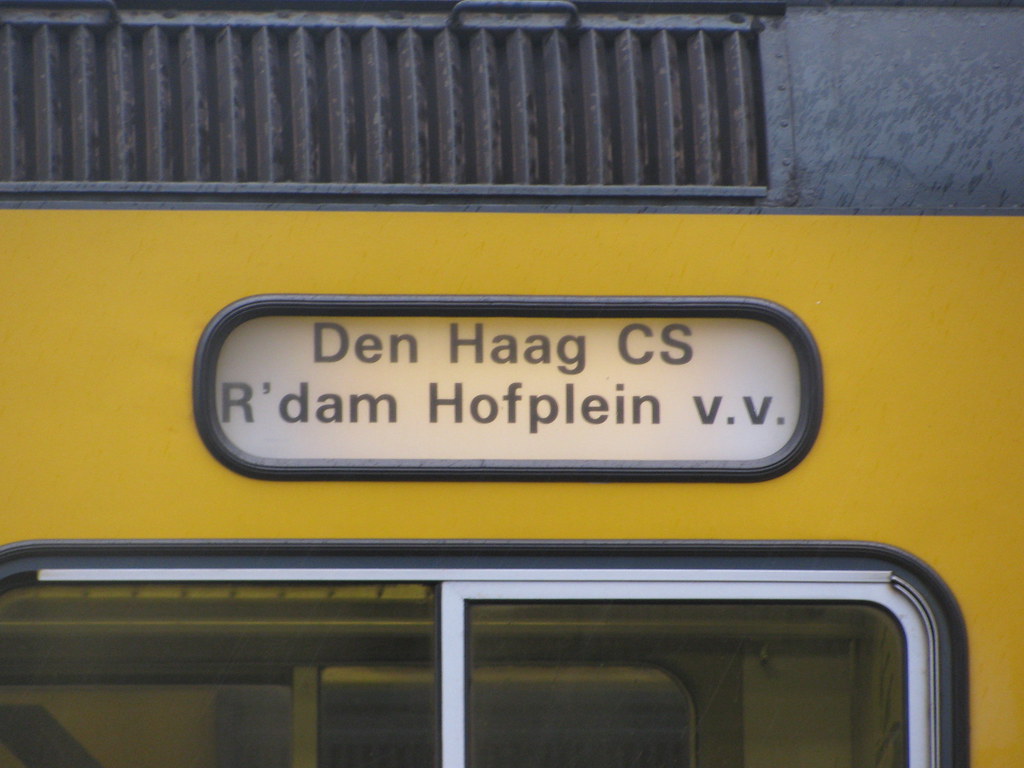 Den Haag CS
R'dam Hofplein v.v.